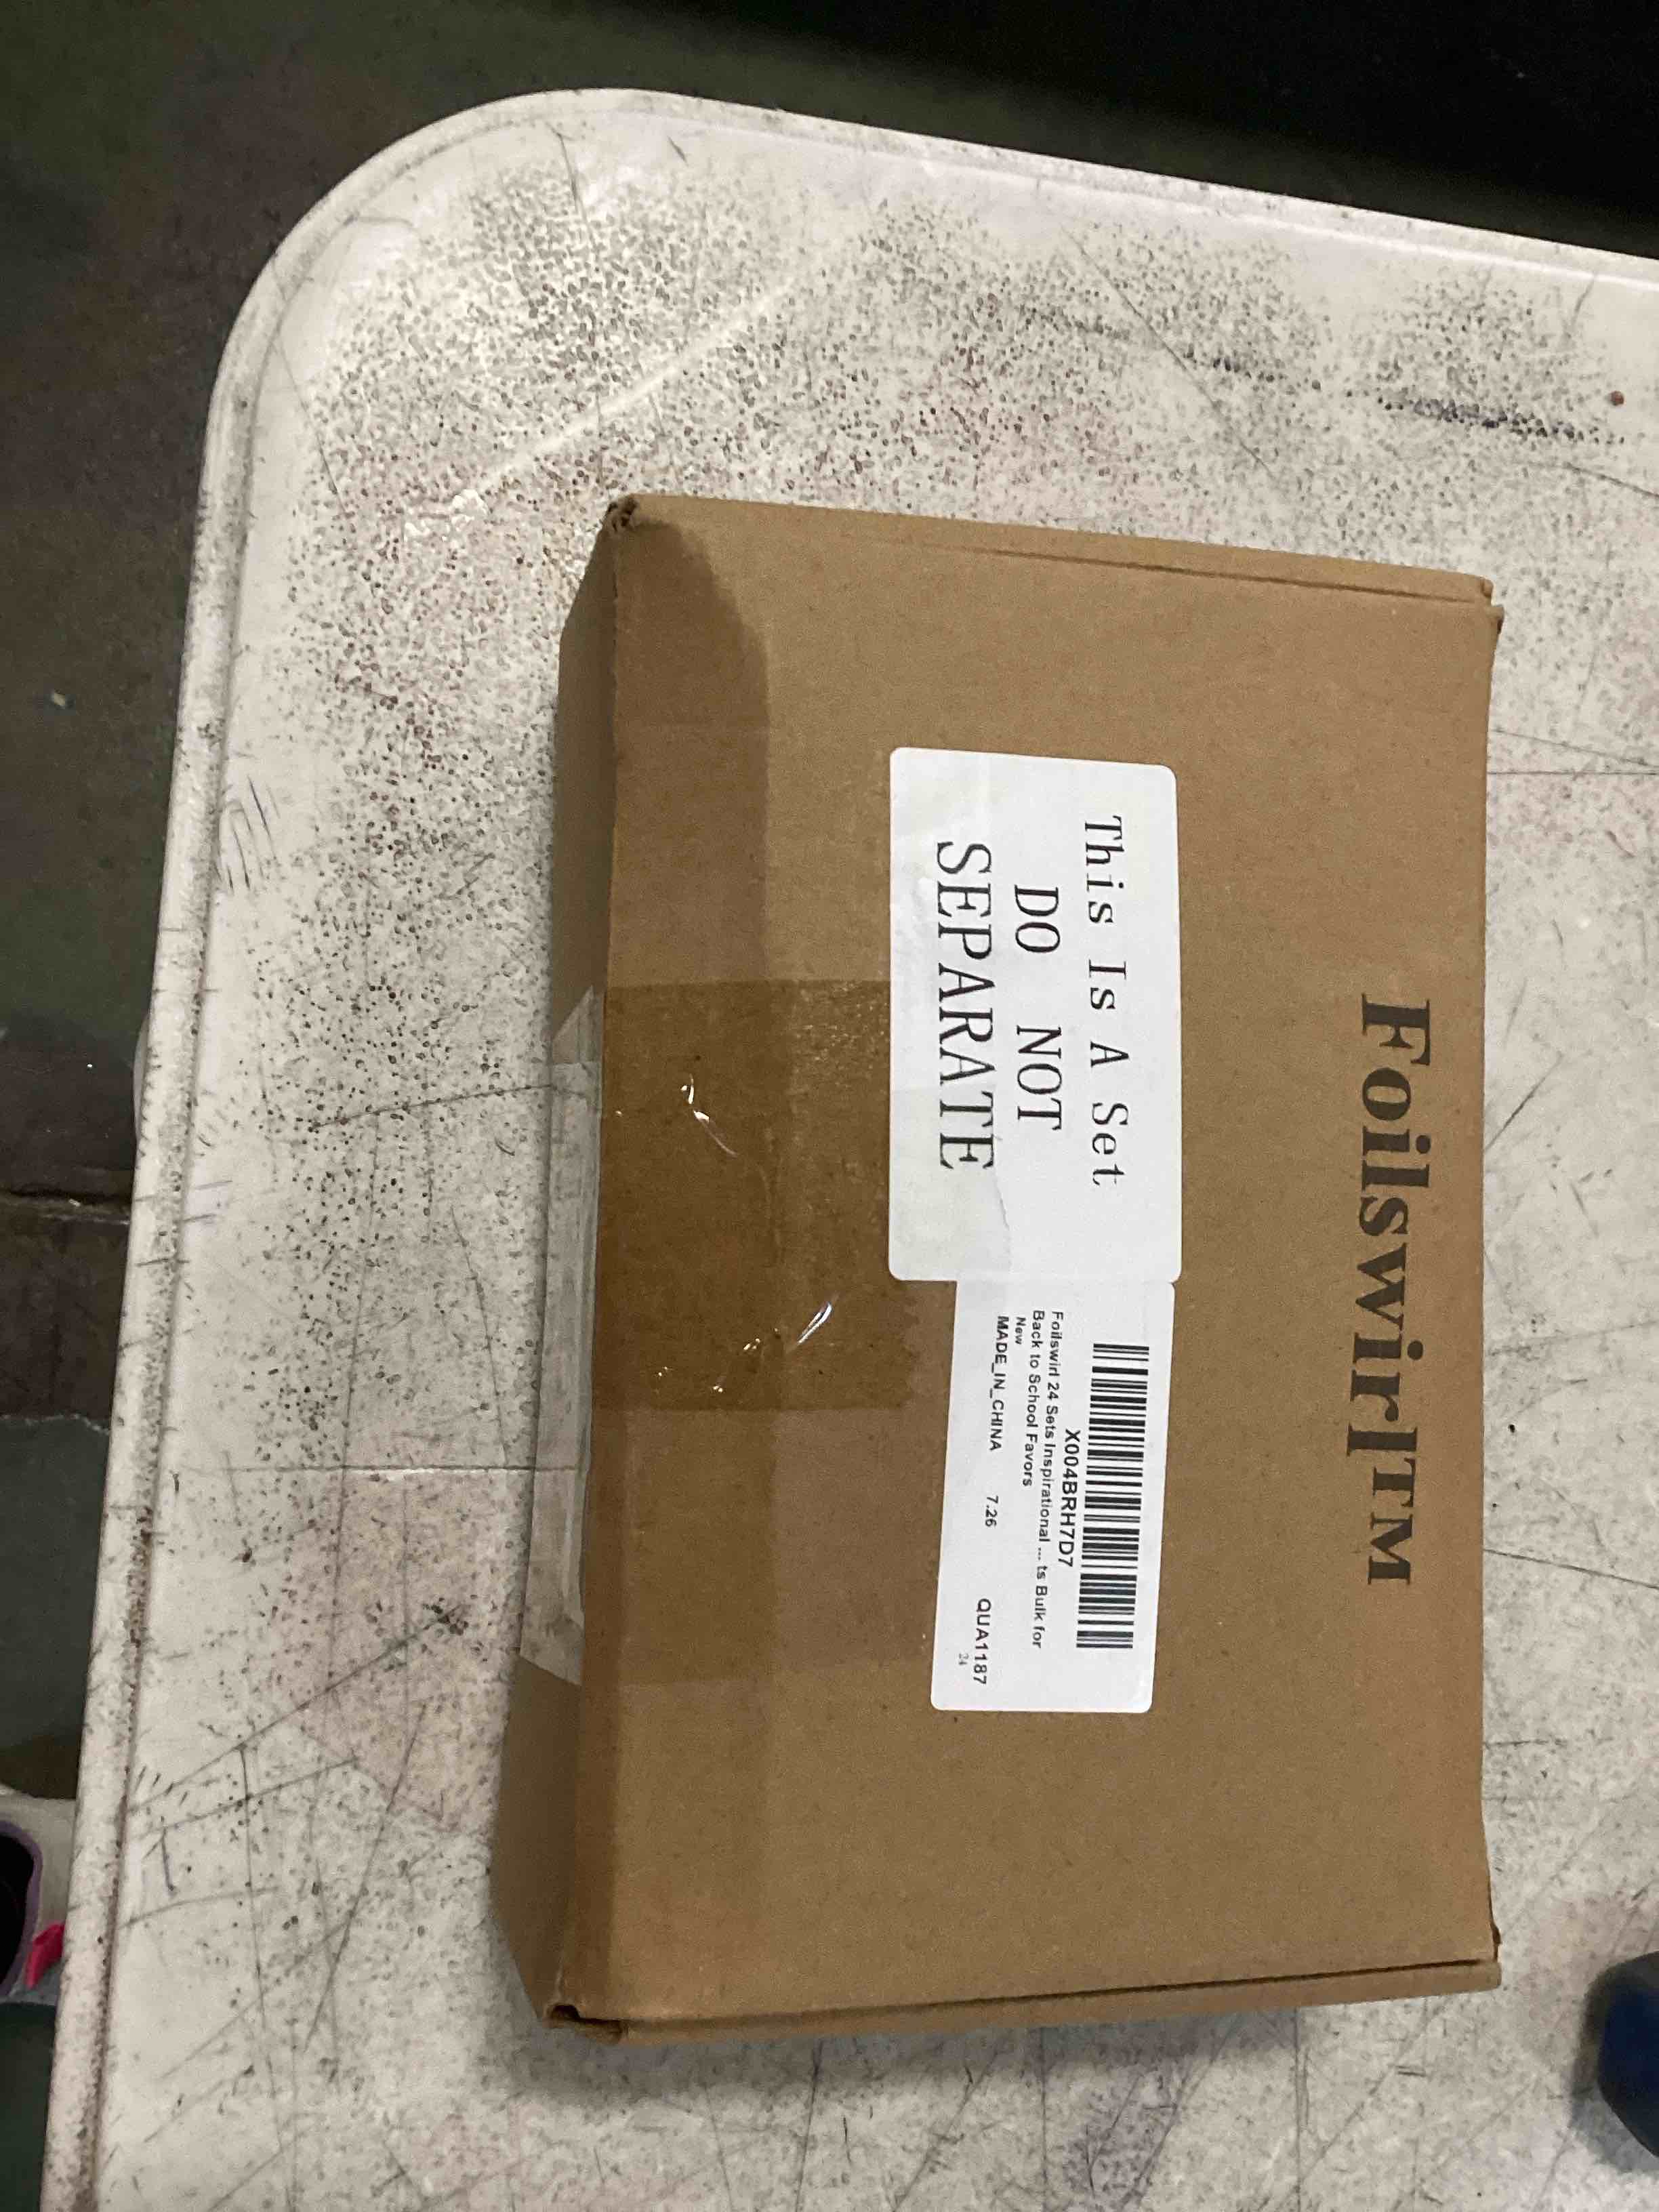 Foilswirl™
This Is A Set
DO NOT
SEPARATE
X004BRH7D7
Foilswirl 24 Sets Inspirational ... ts Bulk for
Back to School Favors
New
MADE_IN_CHINA 7.26 QUA1187
24